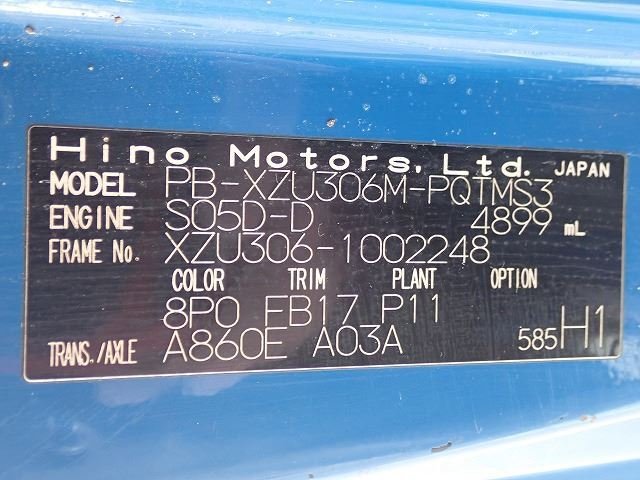 Hino Motors, Ltd. JAPAN
MODEL PB-XZU306M-PQTMS3
ENGINE S05D-D 4899 mL
FRAME No. XZU306-1002248
COLOR TRIM PLANT OPTION
8P0 FB17 P11
TRANS./AXLE A860E A03A 585 H1